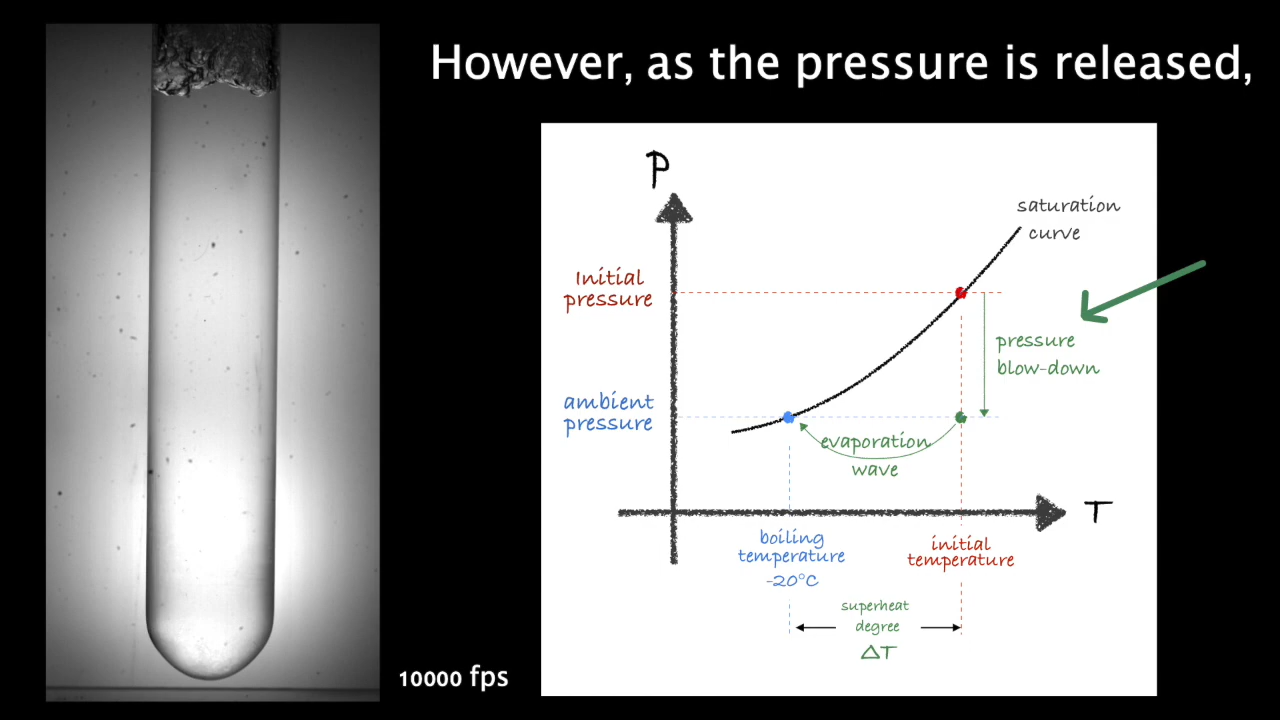 However, as the pressure is released,
P
saturation
curve
Initial
pressure
pressure
blow-down
ambient
pressure
evaporation
wave
T
boiling
temperature
-20°C
initial
temperature
superheat
degree
ΔT
10000 fps